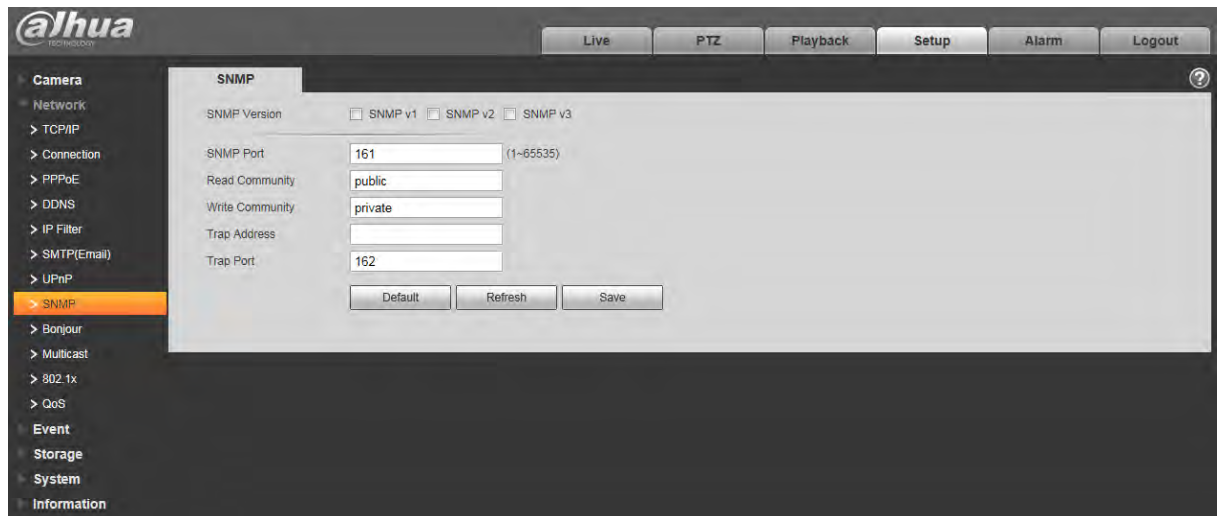 alhua
TECHNOLOGY
Live PTZ Playback Setup Alarm Logout
Camera
Network
> TCP/IP
> Connection
> PPPoE
> DDNS
> IP Filter
> SMTP(Email)
> UPnP
> SNMP
> Bonjour
> Multicast
> 802.1x
> QoS
Event
Storage
System
Information
SNMP
?
SNMP Version SNMP v1 SNMP v2 SNMP v3
SNMP Port 161 (1~65535)
Read Community public
Write Community private
Trap Address
Trap Port 162
Default Refresh Save